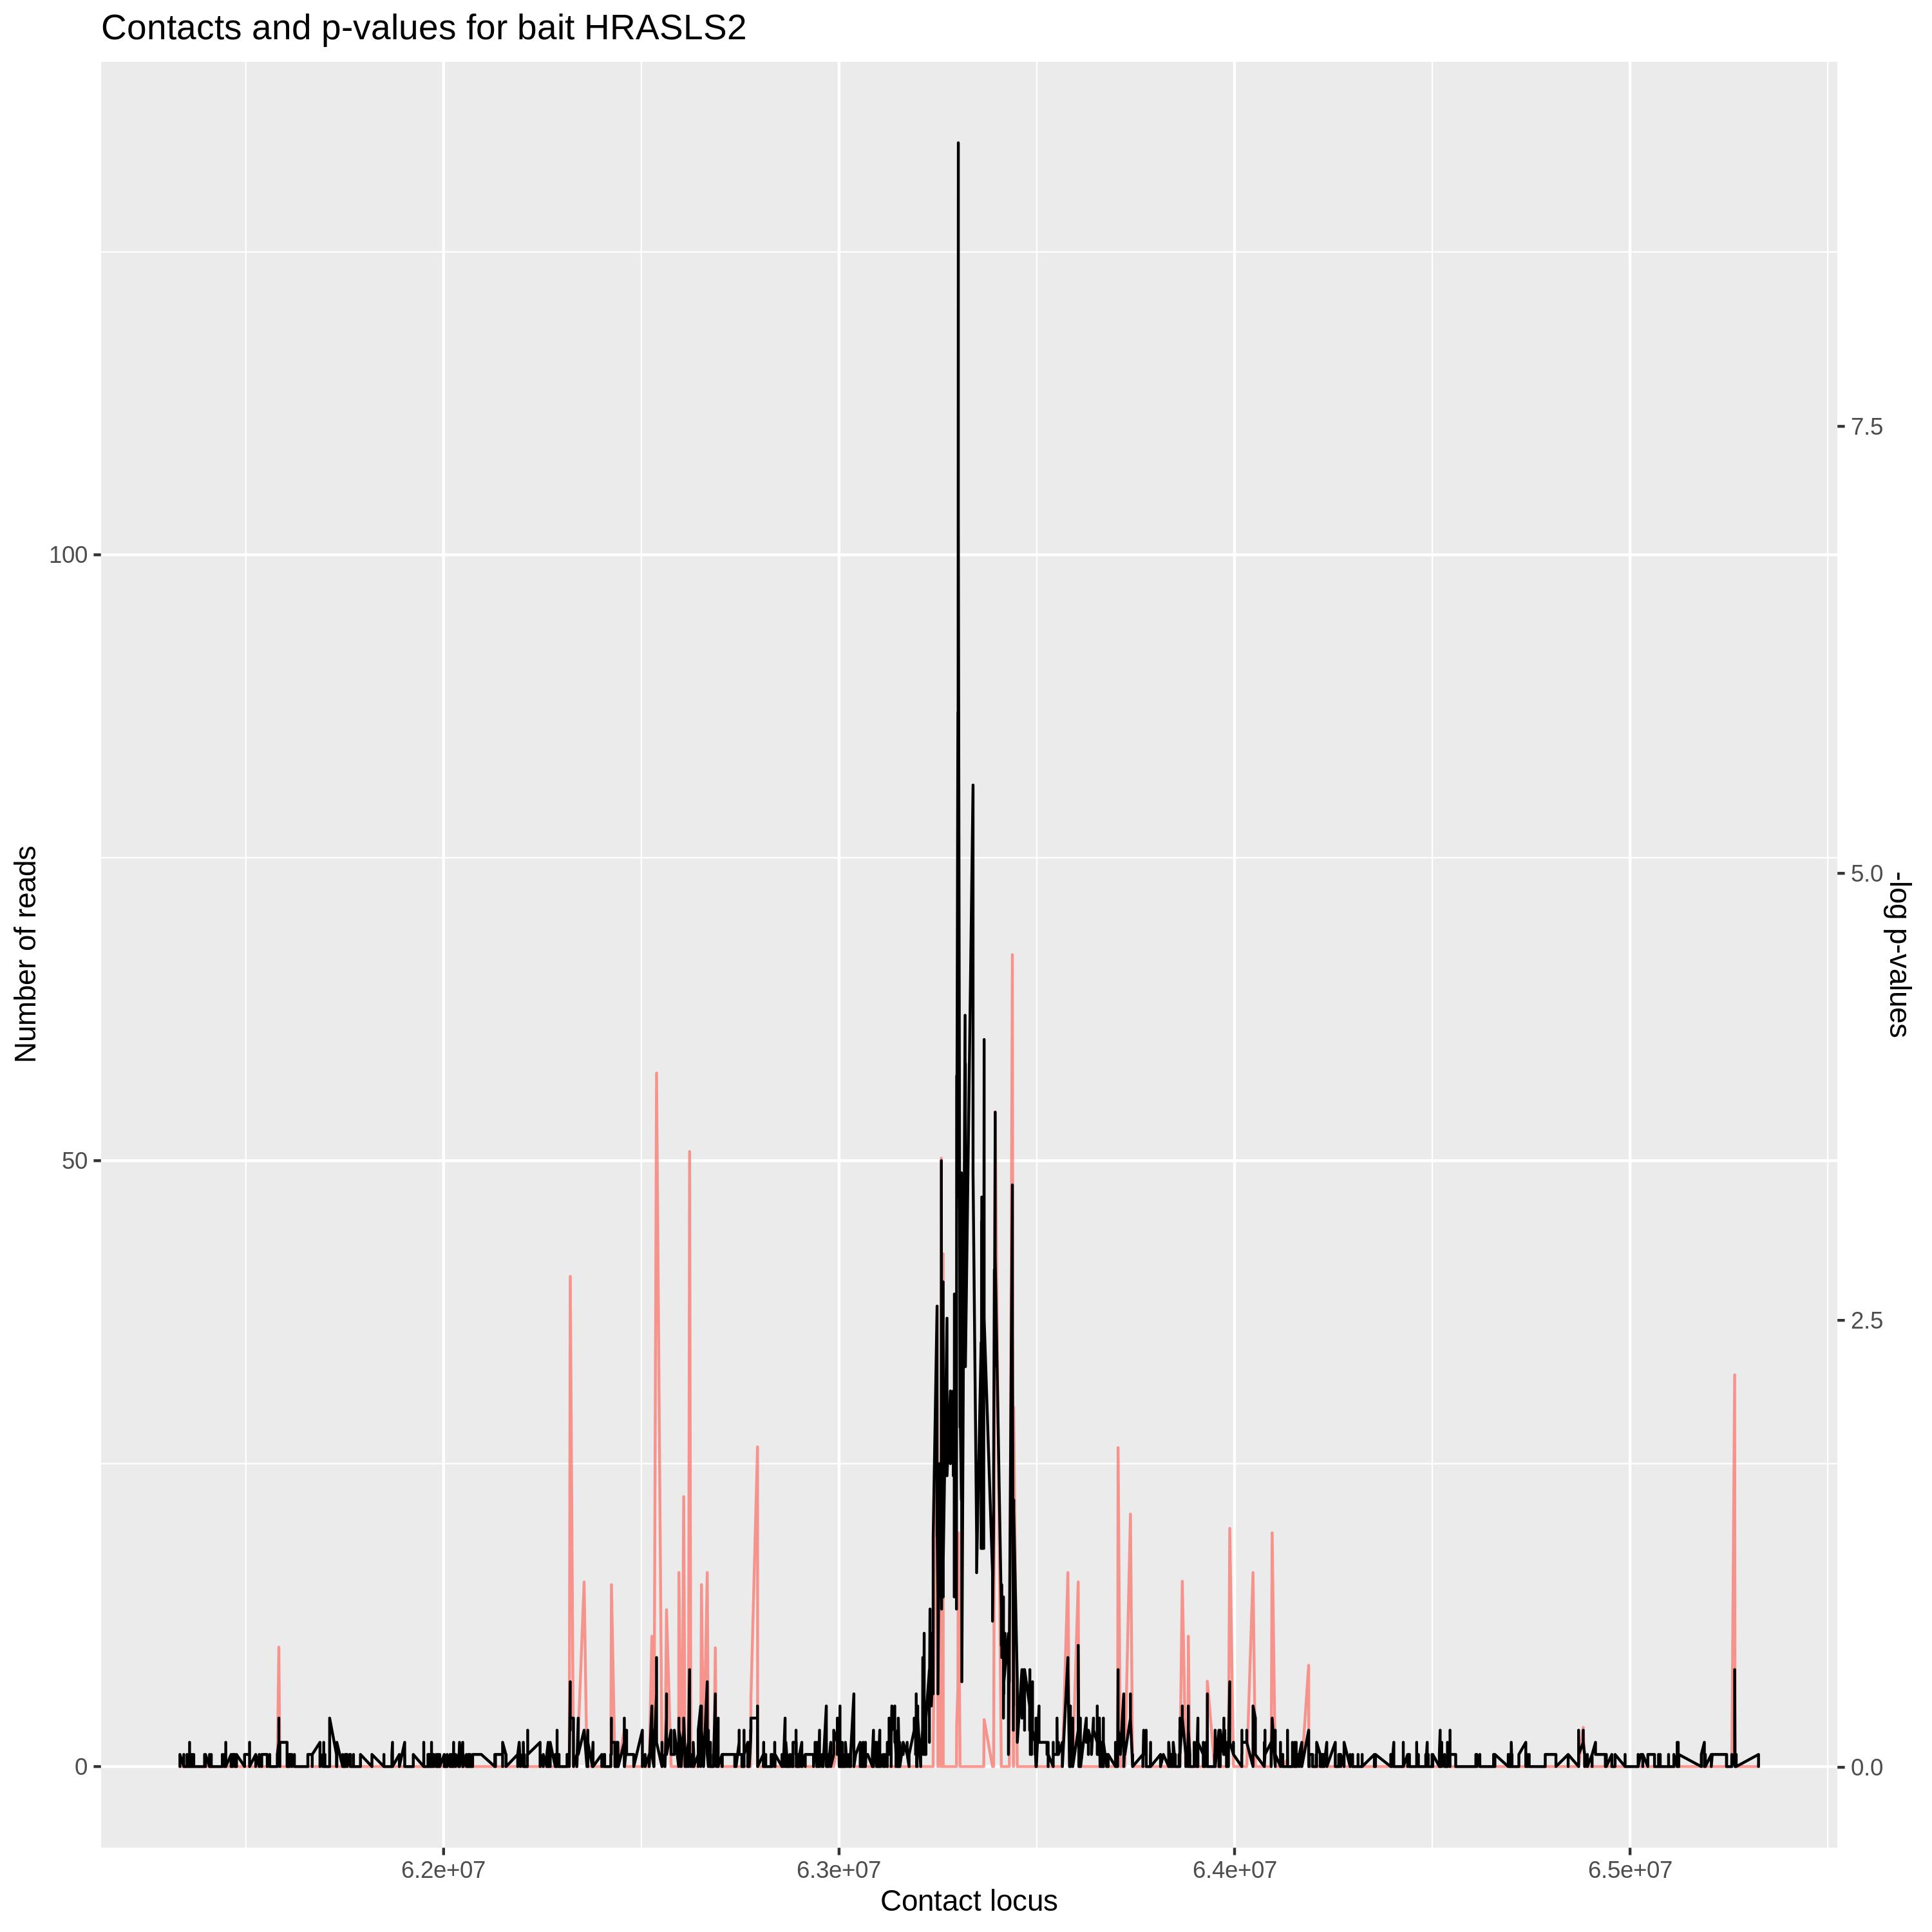 Contacts and p-values for bait HRASLS2
Number of reads
100
50
0
7.5
5.0
2.5
0.0
-log p-values
6.2e+07
6.3e+07
6.4e+07
6.5e+07
Contact locus